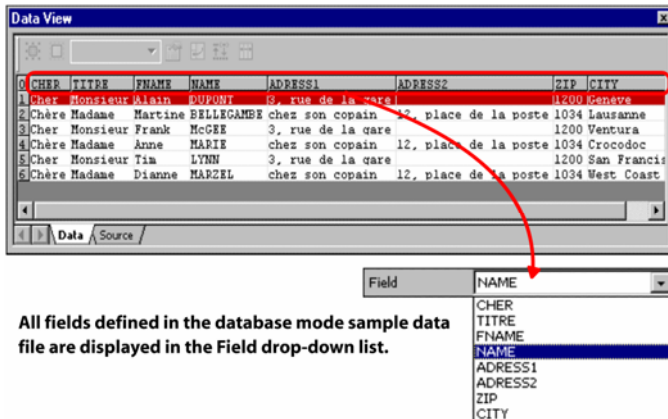 Data View
0 CHER TITRE FNAME NAME ADRESS1 ADRESS2 ZIP CITY
1 Cher Monsieur Alain DUPONT 3, rue de la gare 1200 Genève
2 Chère Madame Martine BELLEGAMBE chez son copain 12, place de la poste 1034 Lausanne
3 Cher Monsieur Frank McGEE 3, rue de la gare 1200 Ventura
4 Chère Madame Anne MARIE chez son copain 12, place de la poste 1034 Crocodoc
5 Cher Monsieur Tim LYNN 3, rue de la gare 1200 San Francis
6 Chère Madame Dianne MARZEL chez son copain 12, place de la poste 1034 West Coast
Data Source
Field NAME
CHER
TITRE
FNAME
NAME
ADRESS1
ADRESS2
ZIP
CITY
All fields defined in the database mode sample data
file are displayed in the Field drop-down list.